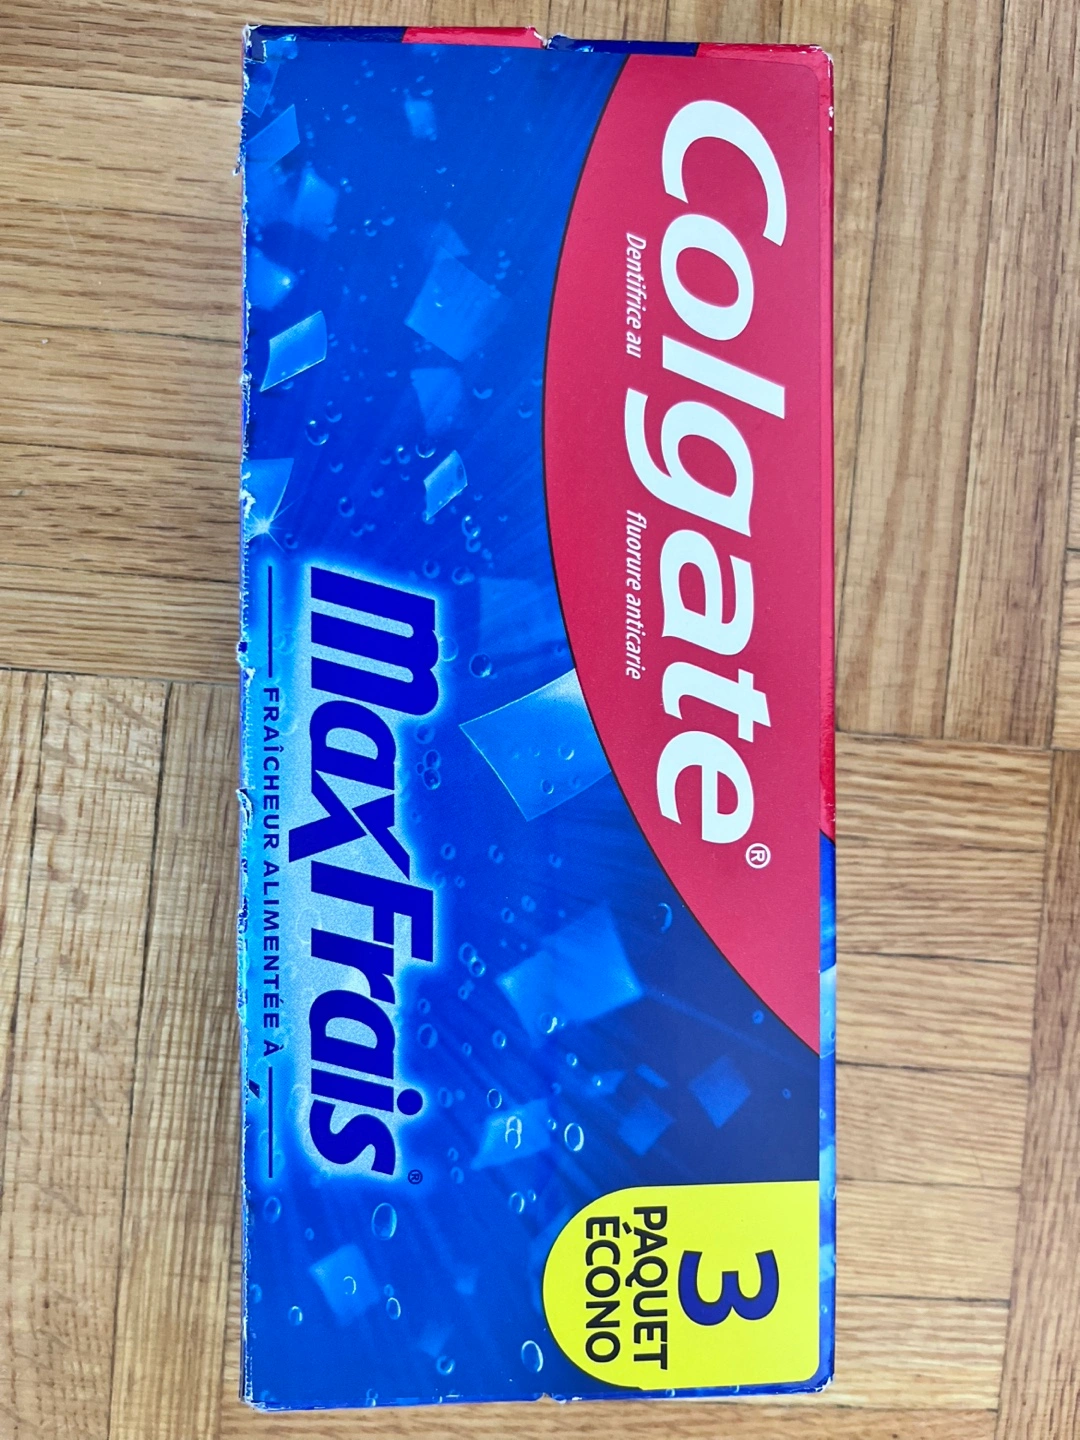 Colgate®
Dentifrice au fluorure anticarie
maxFrais®
FRAÎCHEUR ALIMENTÉE À
3
PAQUET
ÉCONO